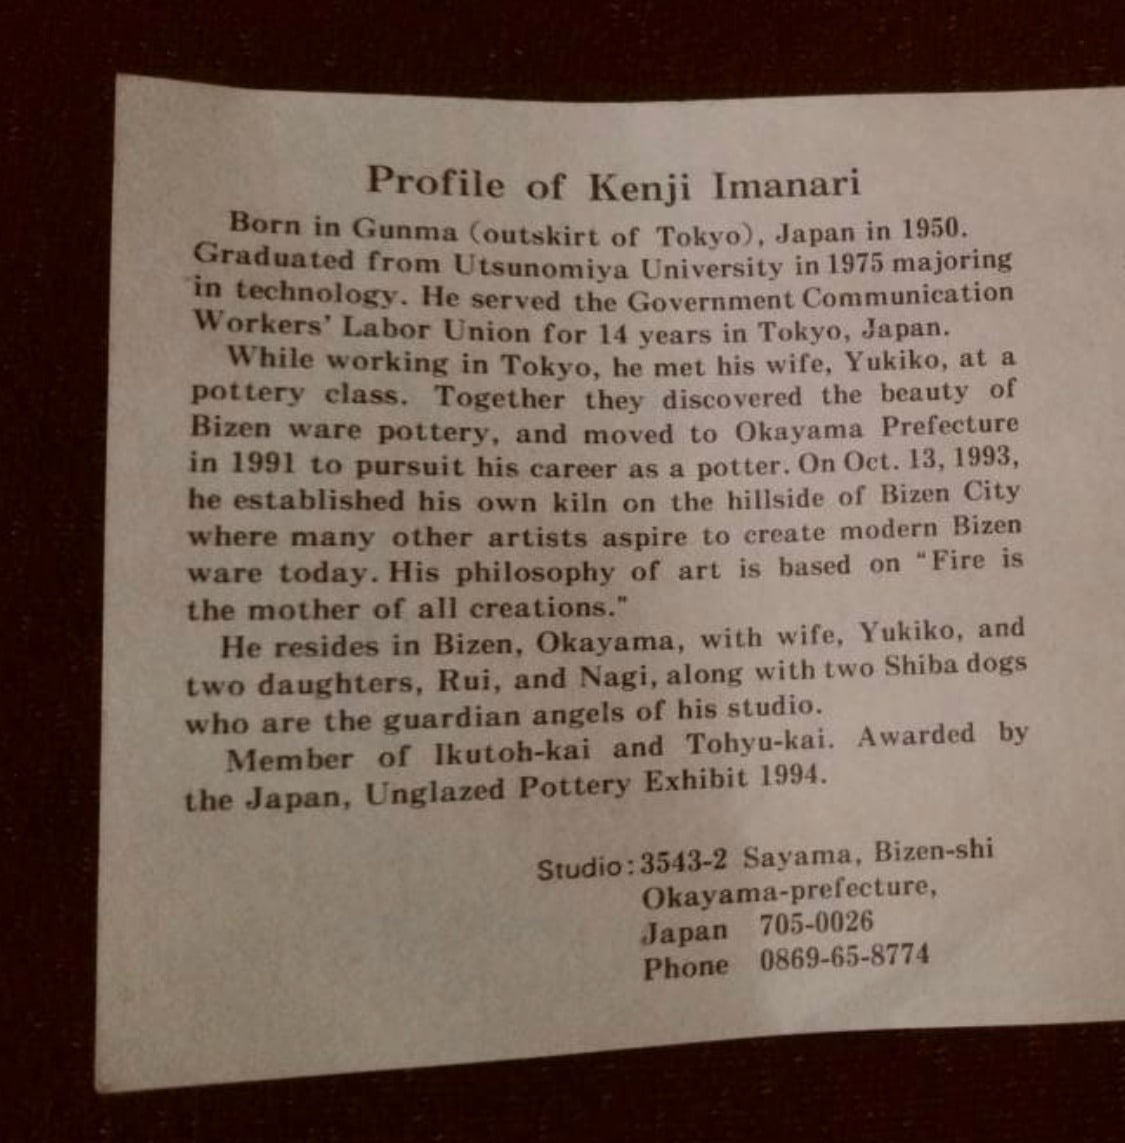 Profile of Kenji Imanari
Born in Gunma (outskirt of Tokyo), Japan in 1950.
Graduated from Utsunomiya University in 1975 majoring
in technology. He served the Government Communication
Workers' Labor Union for 14 years in Tokyo, Japan.
While working in Tokyo, he met his wife, Yukiko, at a
pottery class. Together they discovered the beauty of
Bizen ware pottery, and moved to Okayama Prefecture
in 1991 to pursuit his career as a potter. On Oct. 13, 1993,
he established his own kiln on the hillside of Bizen City
where many other artists aspire to create modern Bizen
ware today. His philosophy of art is based on "Fire is
the mother of all creations."
He resides in Bizen, Okayama, with wife, Yukiko, and
two daughters, Rui, and Nagi, along with two Shiba dogs
who are the guardian angels of his studio.
Member of Ikutoh-kai and Tohyu-kai. Awarded by
the Japan, Unglazed Pottery Exhibit 1994.
Studio: 3543-2 Sayama, Bizen-shi
Okayama-prefecture,
Japan 705-0026
Phone 0869-65-8774